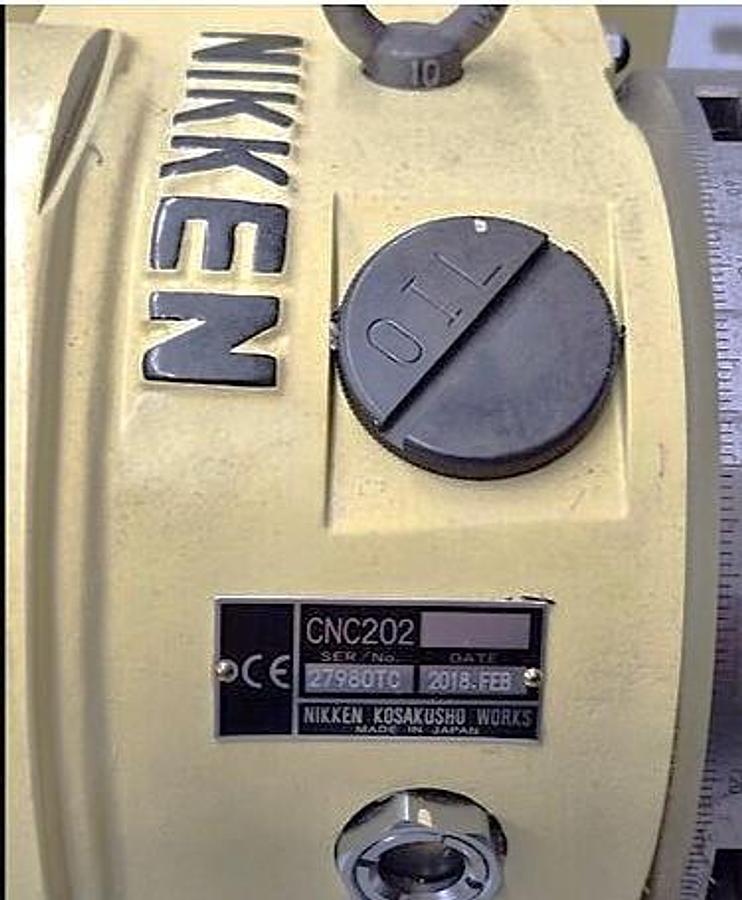 NIKKEN
10
OIL
CE
CNC202
SER/No. DATE
27980TC 2018.FEB
NIKKEN KOSAKUSHO WORKS
MADE IN JAPAN